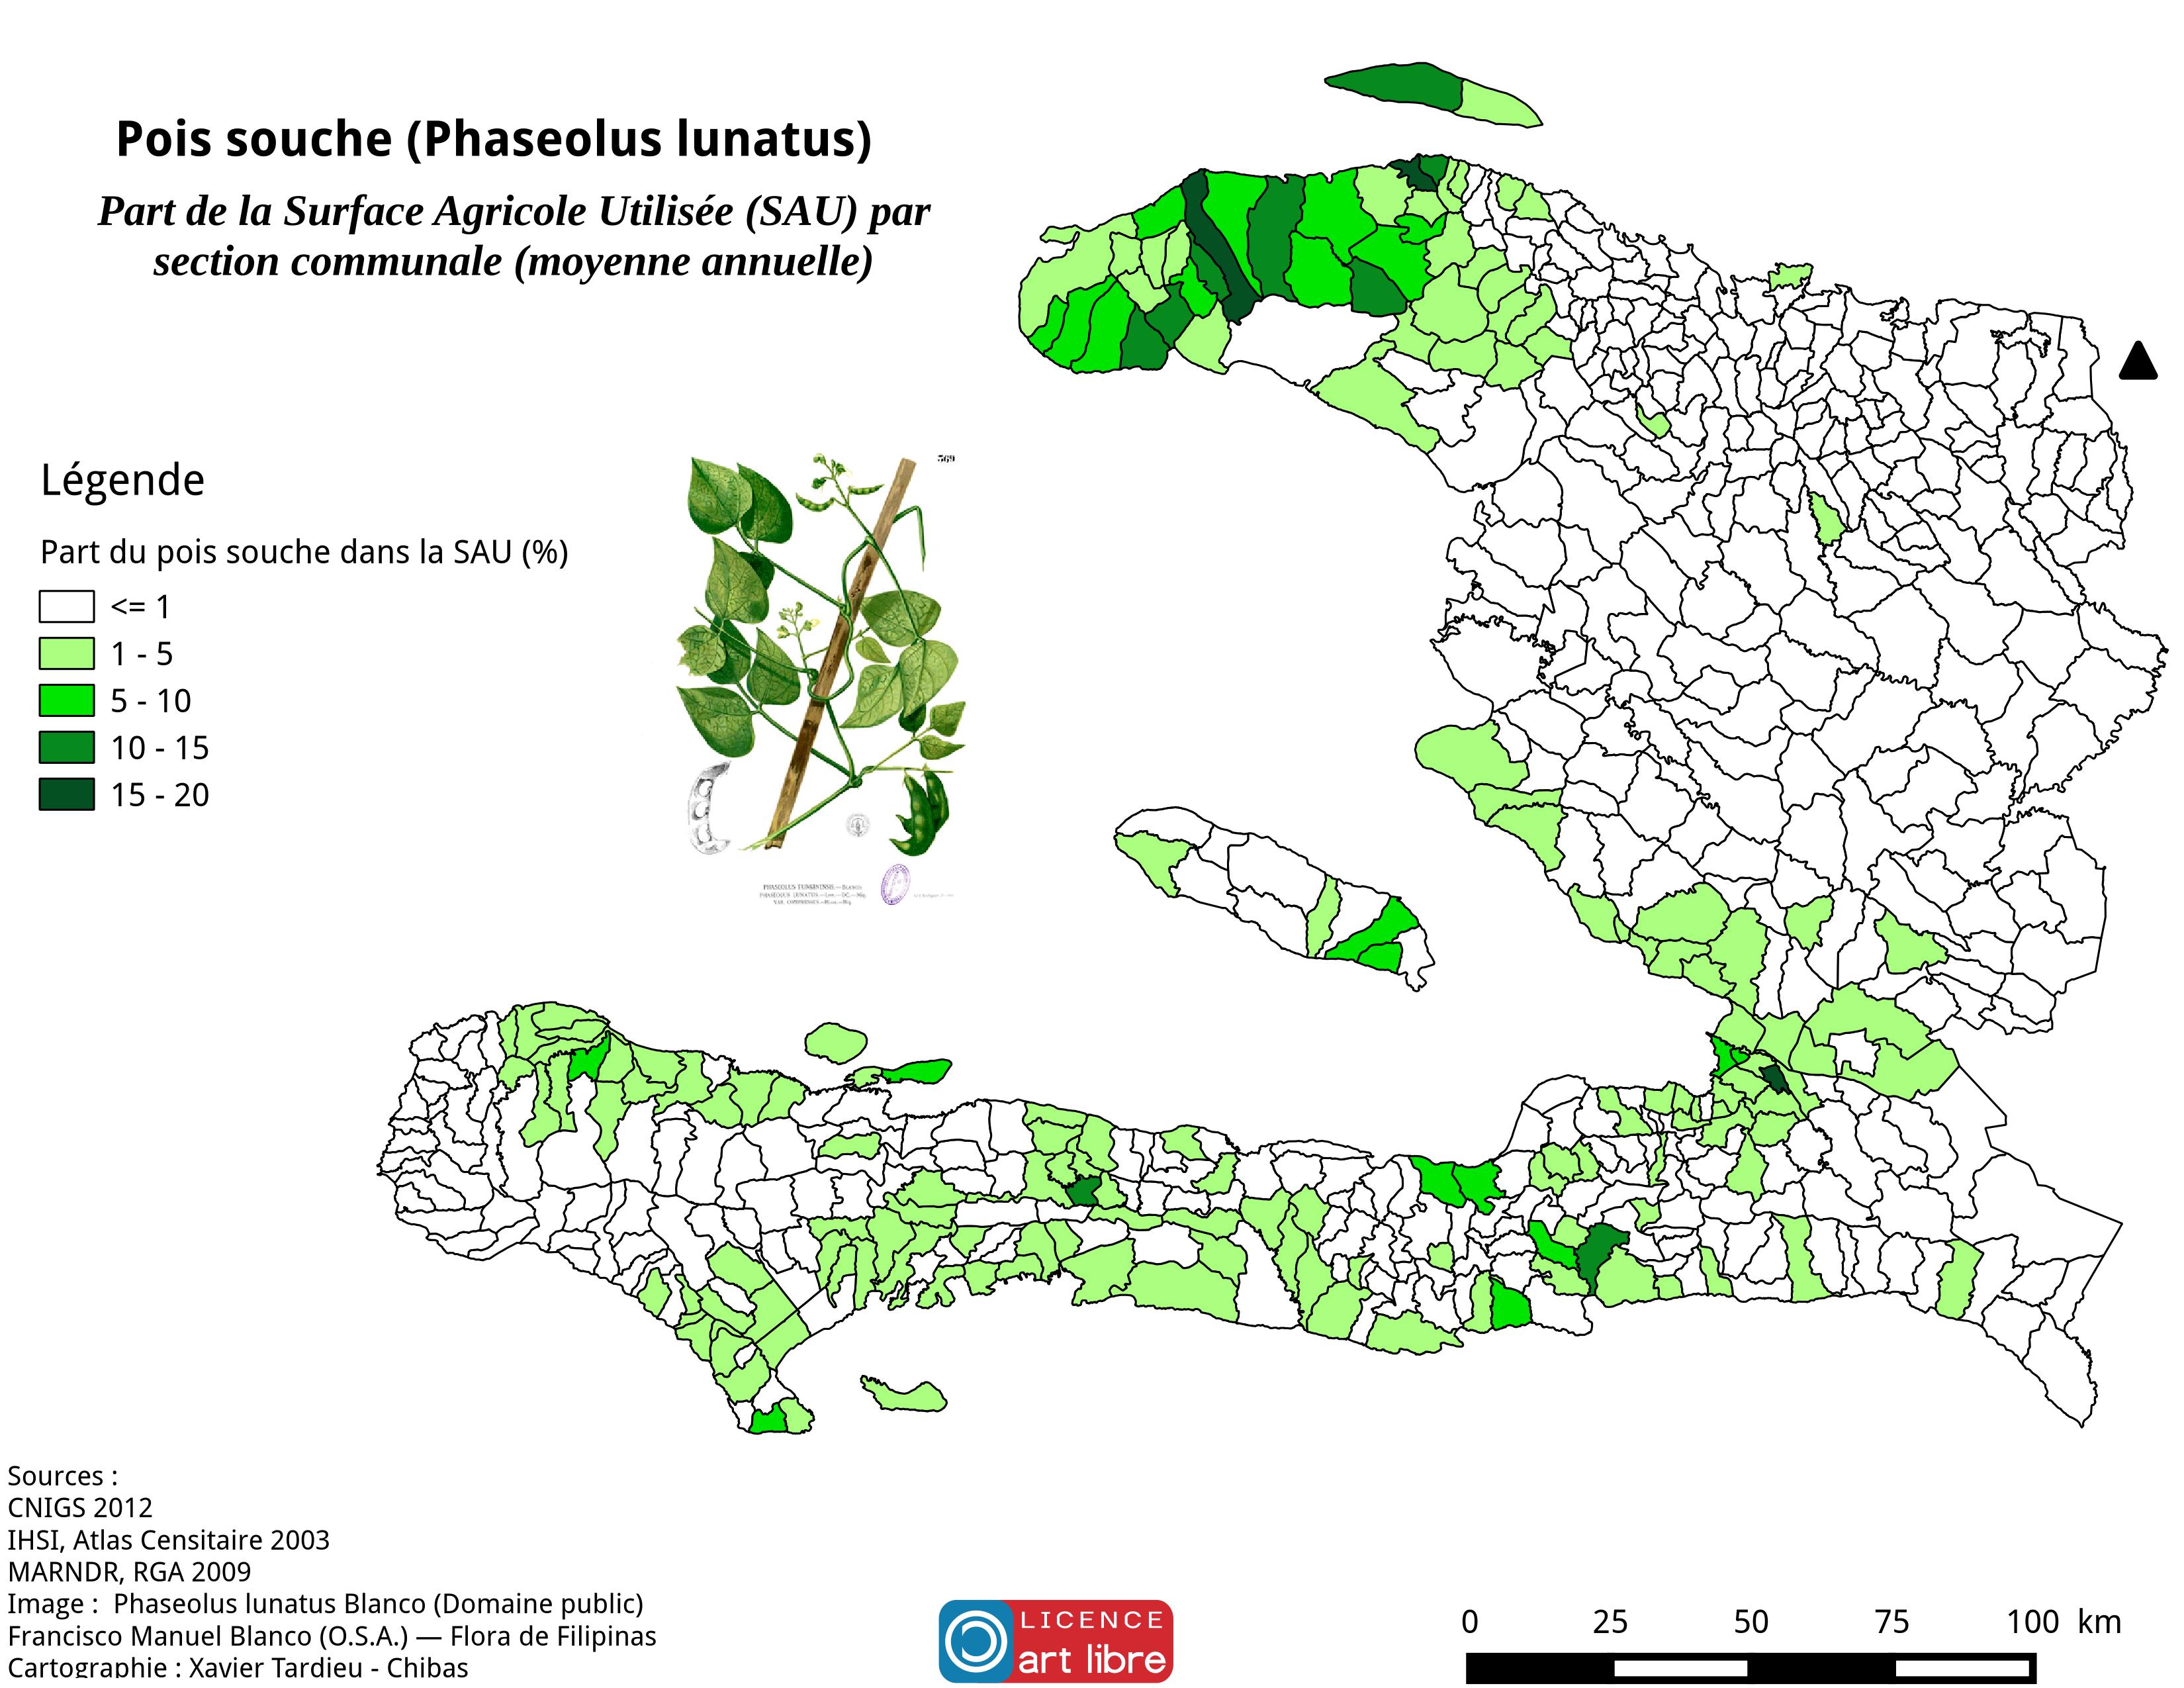 Pois souche (Phaseolus lunatus)
Part de la Surface Agricole Utilisée (SAU) par
section communale (moyenne annuelle)
Légende
Part du pois souche dans la SAU (%)
<= 1
1 - 5
5 - 10
10 - 15
15 - 20
569
PHASEOLUS TUNKINENSIS.—Blanco
PHASEOLUS LUNATUS.—
Sources :
CNIGS 2012
IHSI, Atlas Censitaire 2003
MARNDR, RGA 2009
Image :  Phaseolus lunatus Blanco (Domaine public)
Francisco Manuel Blanco (O.S.A.) — Flora de Filipinas
Cartographie : Xavier Tardieu - Chibas
LICENCE
art libre
0 25 50 75 100 km